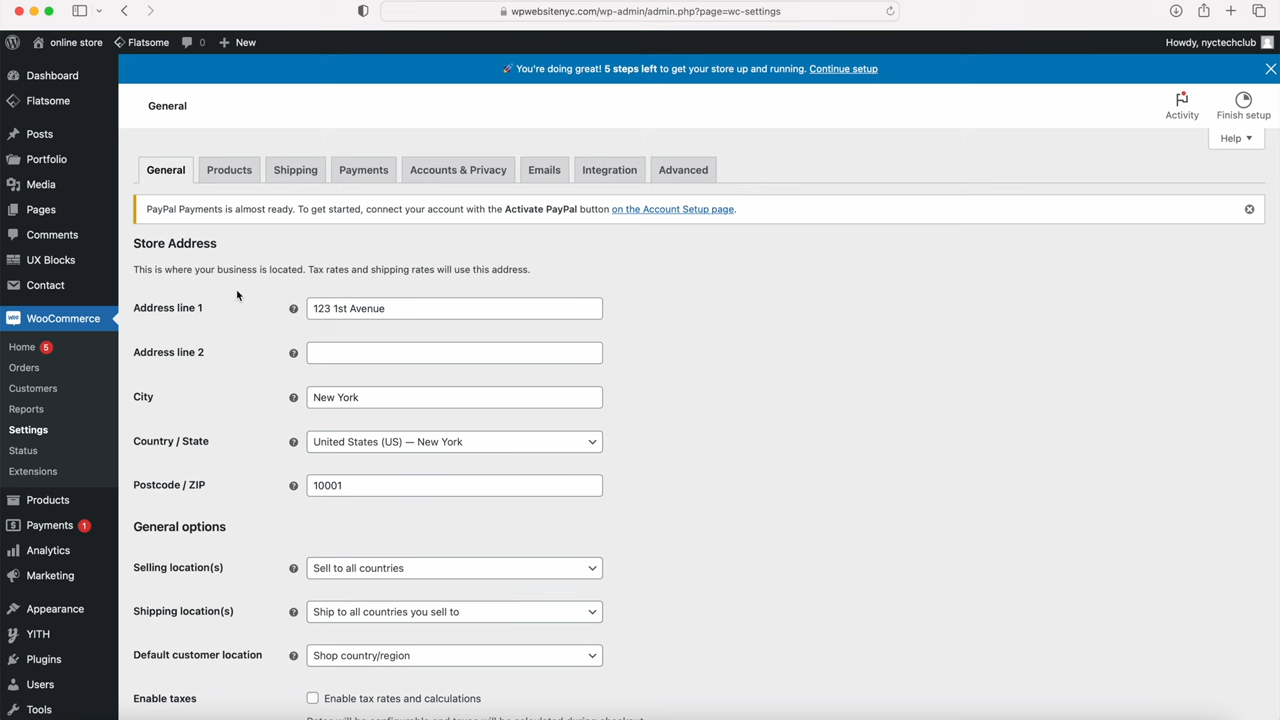 wpwebsitenyc.com/wp-admin/admin.php?page=wc-settings
online store
Flatsome
0
New
Howdy, nyctechclub
Dashboard
Flatsome
Posts
Portfolio
Media
Pages
Comments
UX Blocks
Contact
WooCommerce
Home 5
Orders
Customers
Reports
Settings
Status
Extensions
Products
Payments 1
Analytics
Marketing
Appearance
YITH
Plugins
Users
Tools
🚀 You're doing great! 5 steps left to get your store up and running. Continue setup
General
Activity
Finish setup
Help
General
Products
Shipping
Payments
Accounts & Privacy
Emails
Integration
Advanced
PayPal Payments is almost ready. To get started, connect your account with the Activate PayPal button on the Account Setup page.
Store Address
This is where your business is located. Tax rates and shipping rates will use this address.
Address line 1
123 1st Avenue
Address line 2
City
New York
Country / State
United States (US) — New York
Postcode / ZIP
10001
General options
Selling location(s)
Sell to all countries
Shipping location(s)
Ship to all countries you sell to
Default customer location
Shop country/region
Enable taxes
Enable tax rates and calculations